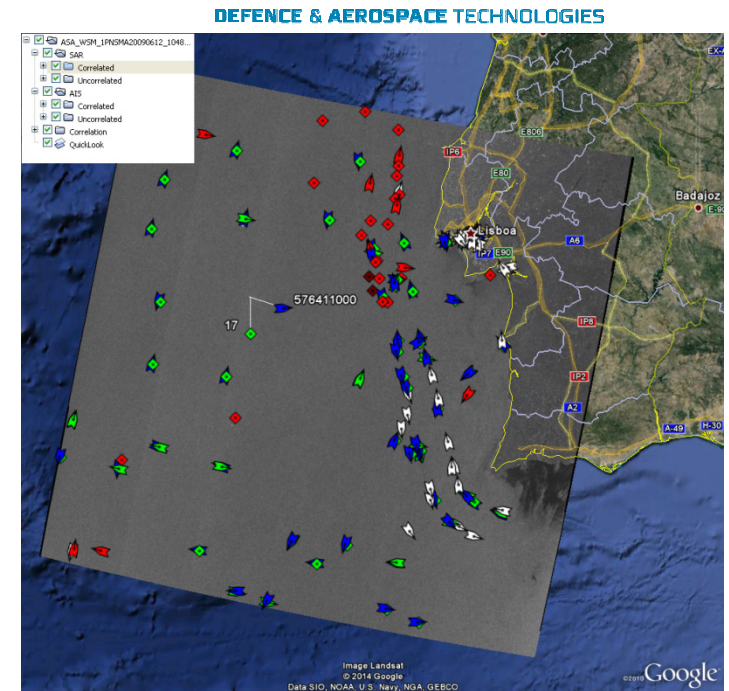 DEFENCE & AEROSPACE TECHNOLOGIES
ASA_WSM_1PNSMA20090612_1048...
SAR
Correlated
Uncorrelated
AIS
Correlated
Uncorrelated
Correlation
QuickLook
EX-A
E806
IP6
E80
Badajoz
E-90
Lisboa
A6
IP7 E90
576411000
17
IP8
IP2
A2
A-49 H-30
Image Landsat
© 2014 Google
Data SIO, NOAA, U.S. Navy, NGA, GEBCO
©2010 Google